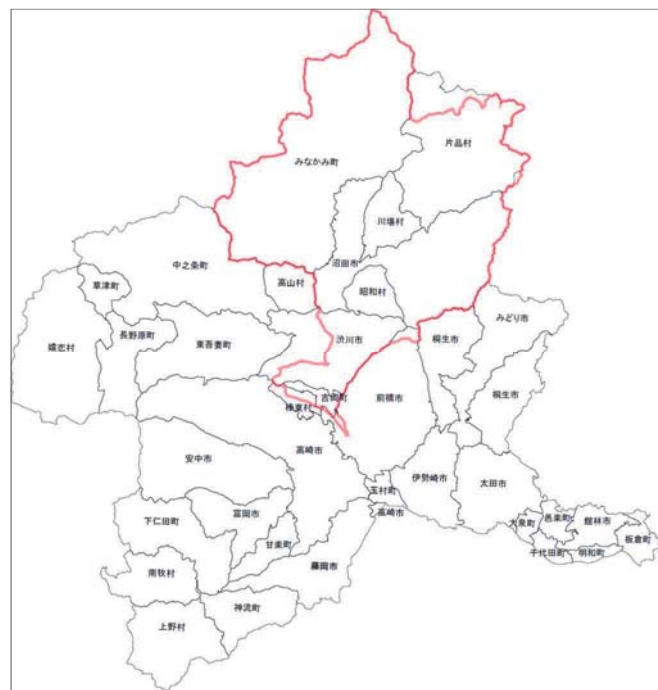 みなかみ町
片品村
川場村
中之条町
沼田市
高山村
昭和村
草津町
みどり市
嬬恋村
長野原町
東吾妻町
渋川市
桐生市
吉岡町
前橋市
桐生市
榛東村
高崎市
安中市
伊勢崎市
太田市
玉村町
下仁田町
富岡市
高崎市
大泉町
邑楽町
館林市
板倉町
甘楽町
千代田町
明和町
藤岡市
南牧村
神流町
上野村